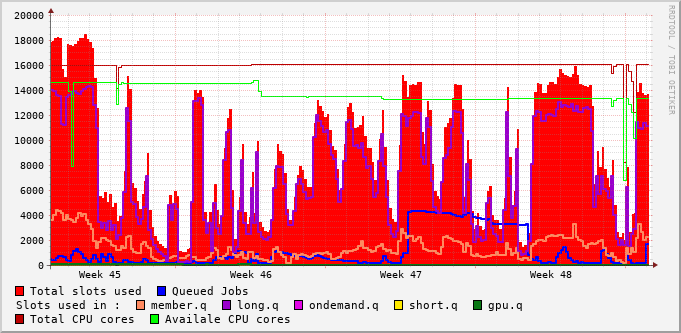 20000
18000
16000
14000
12000
10000
8000
6000
4000
2000
0
Week 45 Week 46 Week 47 Week 48
RRDTOOL / TOBI OETIKER
Total slots used Queued Jobs
Slots used in : member.q long.q ondemand.q short.q gpu.q
Total CPU cores Availale CPU cores